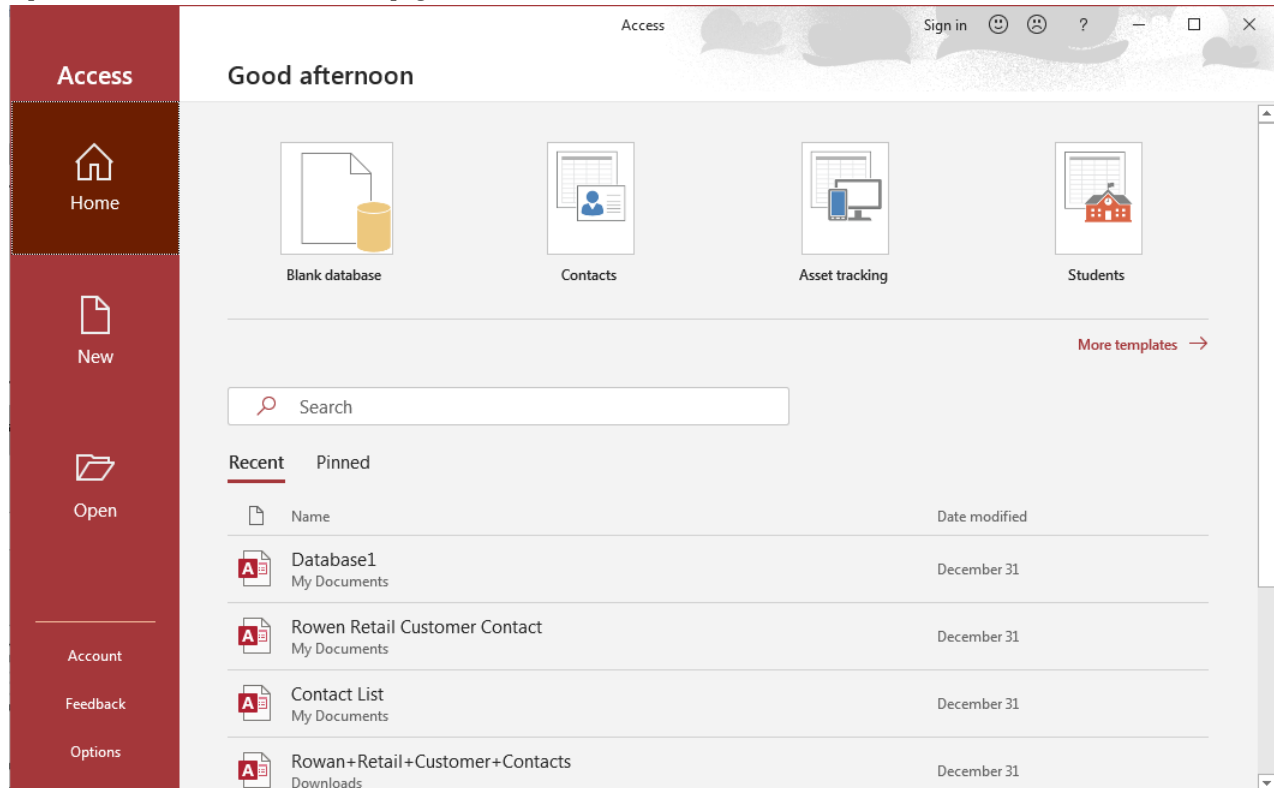 Access
Sign in
?
Access
Good afternoon
Home
New
Open
Account
Feedback
Options
Blank database
Contacts
Asset tracking
Students
More templates
Search
Recent Pinned
Name Date modified
Database1
My Documents
December 31
Rowen Retail Customer Contact
My Documents
December 31
Contact List
My Documents
December 31
Rowan+Retail+Customer+Contacts
Downloads
December 31